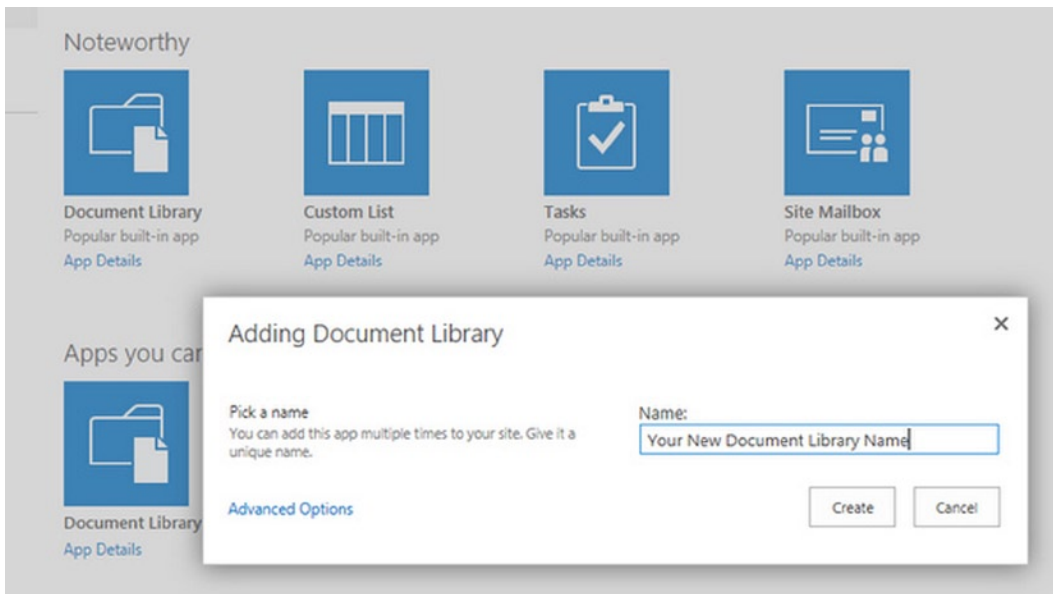 Noteworthy
Document Library
Popular built-in app
App Details
Custom List
Popular built-in app
App Details
Tasks
Popular built-in app
App Details
Site Mailbox
Popular built-in app
App Details
Apps you can
Document Library
App Details
Adding Document Library
Pick a name
You can add this app multiple times to your site. Give it a
unique name.
Name:
Your New Document Library Name
Advanced Options
Create
Cancel